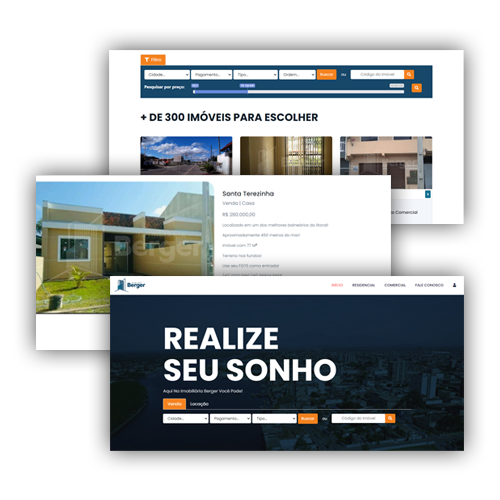 Filtro
Cidade...
Pagamento...
Tipo...
Ordem...
Buscar
ou
Código do Imóvel
Pesquisar por preço:
+ DE 300 IMÓVEIS PARA ESCOLHER
Comercial
Santa Terezinha
Venda | Casa
R$ 280.000,00
Localizada em um dos melhores balneários do litoral!
Aproximadamente 400 metros do mar!
Imóvel com 77 M²
Terreno nos fundos!
Use seu FGTS como entrada!
Berger
Berger
INÍCIO
RESIDENCIAL
COMERCIAL
FALE CONOSCO
REALIZE
SEU SONHO
Aqui Na Imobiliária Berger Você Pode!
Venda
Locação
Cidade...
Pagamento...
Tipo...
Buscar
ou
Código do Imóvel